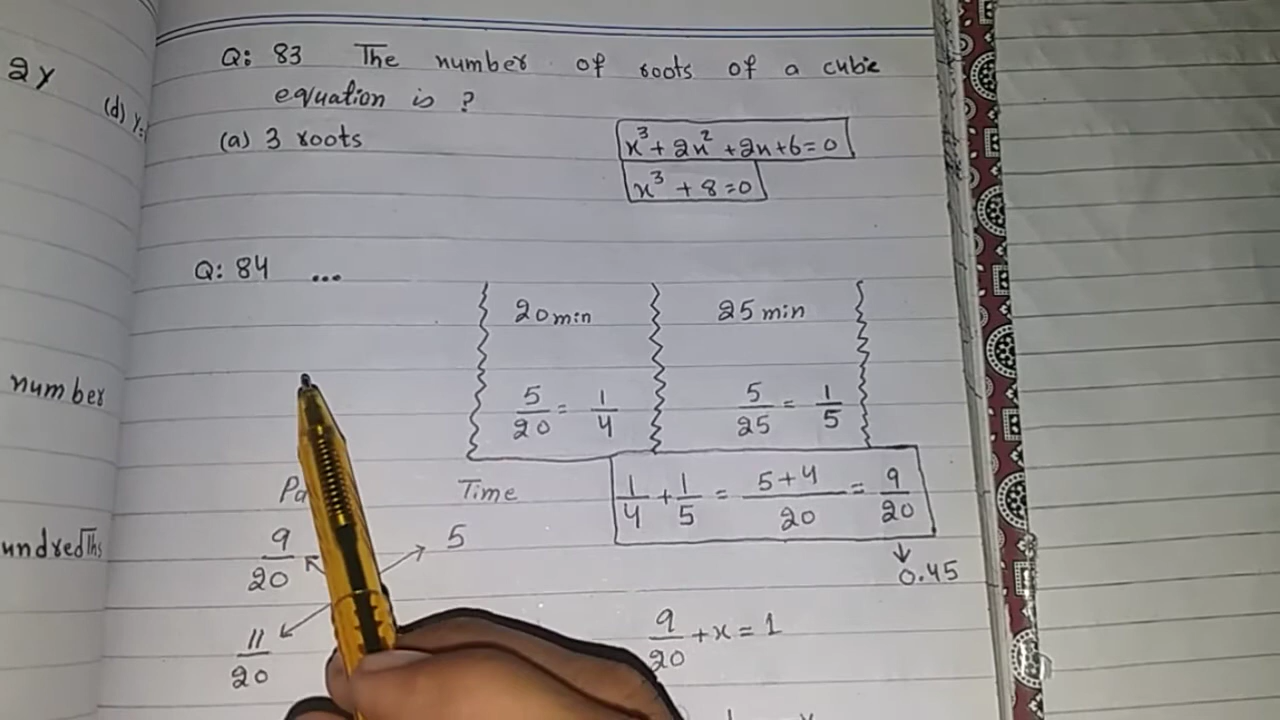 2y
(d) y=
number
undredths
Q: 83 The number of roots of a cubic
equation is ?
(a) 3 roots
x³ + 2x² + 2x + 6 = 0
x³ + 8 = 0
Q: 84 ...
20 min 25 min
5/20 = 1/4 5/25 = 1/5
1/4 + 1/5 = 5+4/20 = 9/20
0.45
Time
9/20 5
11/20
9/20 + x = 1